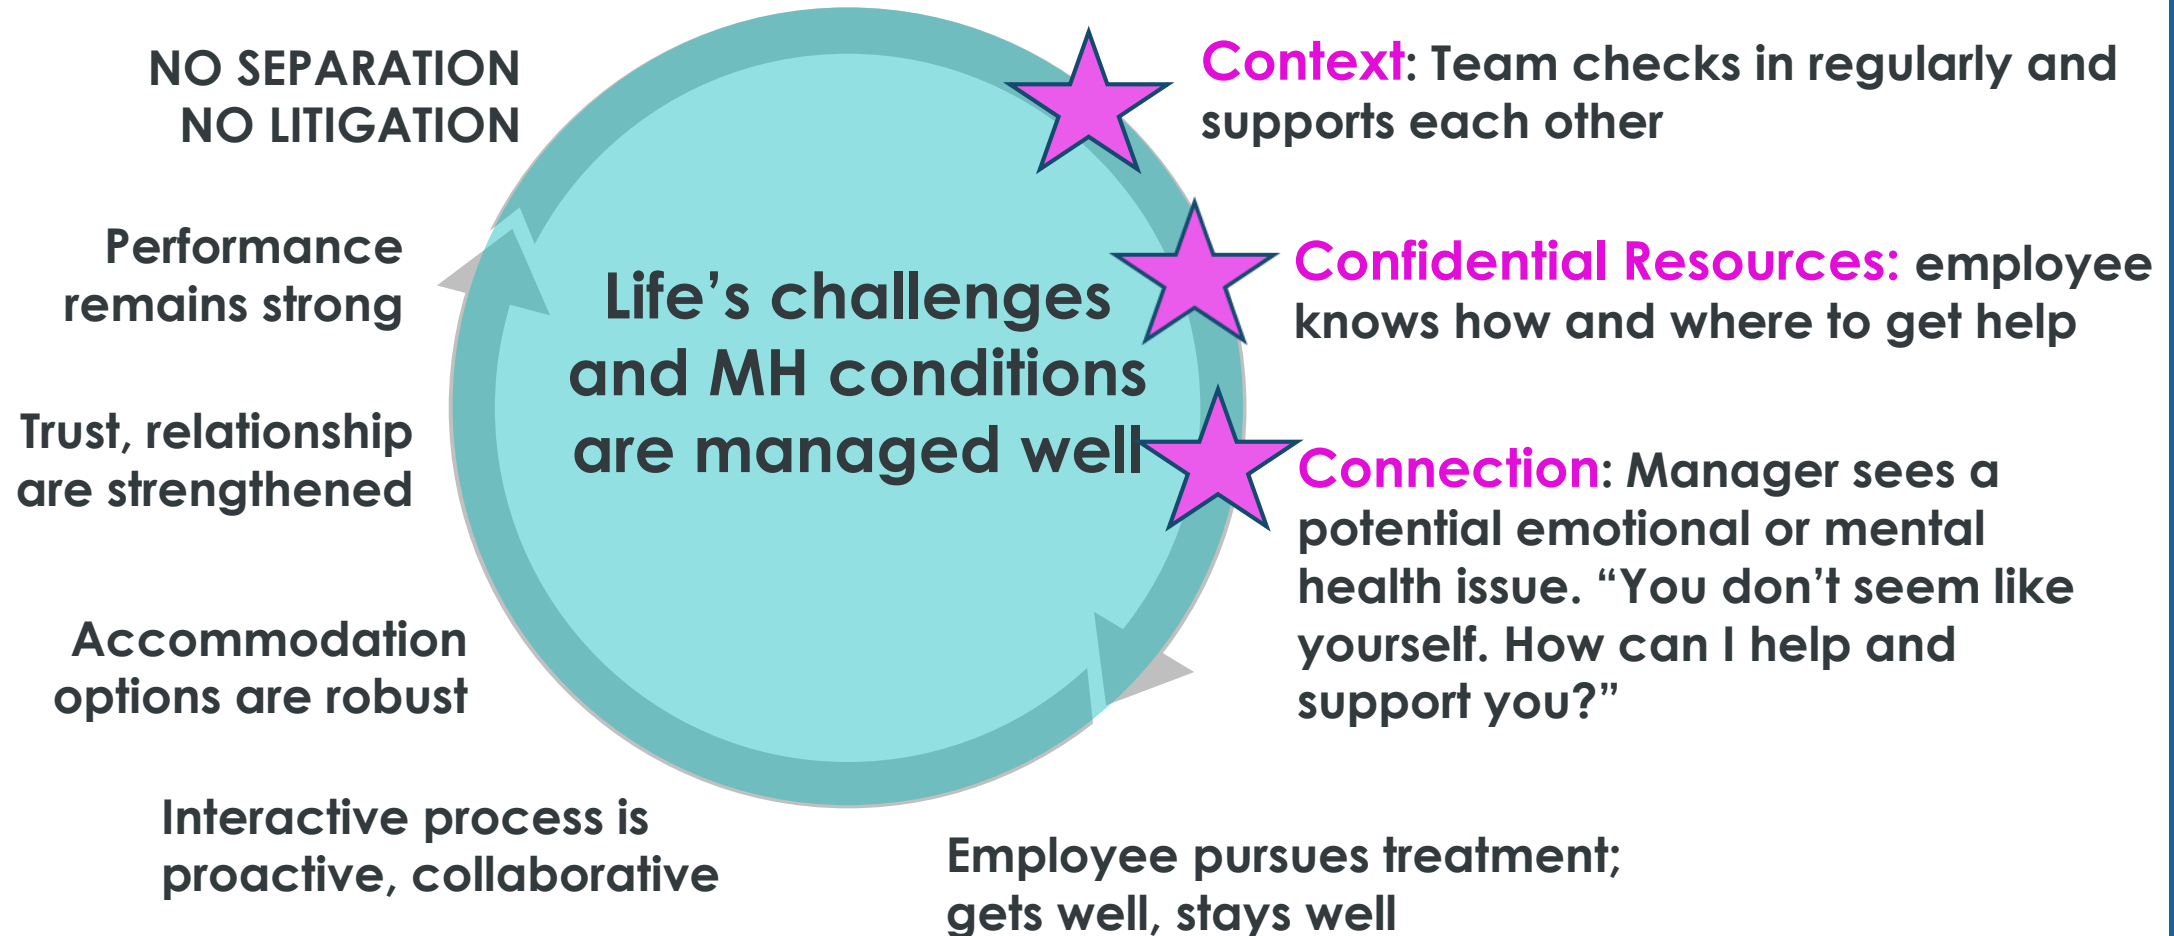 Life’s challenges
and MH conditions
are managed well
Context: Team checks in regularly and
supports each other
Confidential Resources: employee
knows how and where to get help
Connection: Manager sees a
potential emotional or mental
health issue. “You don’t seem like
yourself. How can I help and
support you?”
Employee pursues treatment;
gets well, stays well
Interactive process is
proactive, collaborative
Accommodation
options are robust
Trust, relationship
are strengthened
Performance
remains strong
NO SEPARATION
NO LITIGATION